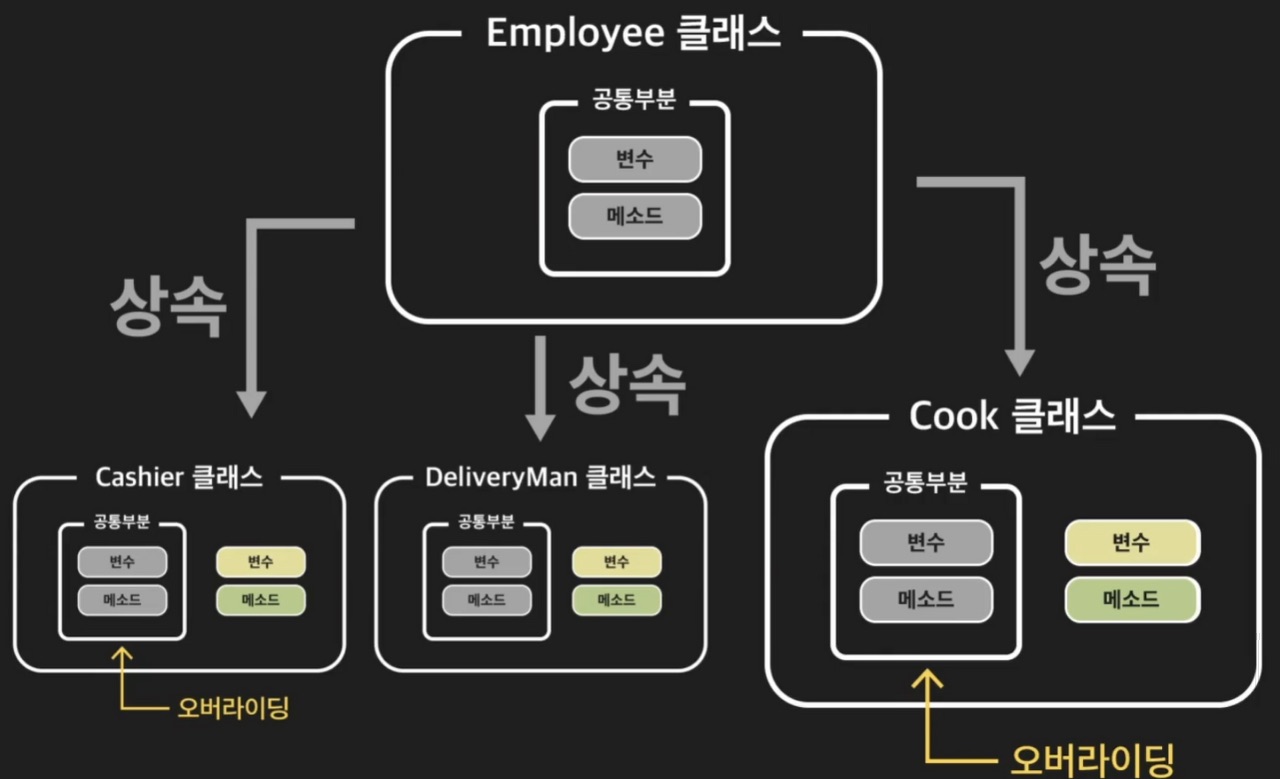 Employee 클래스
공통부분
변수
메소드
상속
상속
상속
Cashier 클래스
공통부분
변수
메소드
변수
메소드
오버라이딩
DeliveryMan 클래스
공통부분
변수
메소드
변수
메소드
Cook 클래스
공통부분
변수
메소드
변수
메소드
오버라이딩